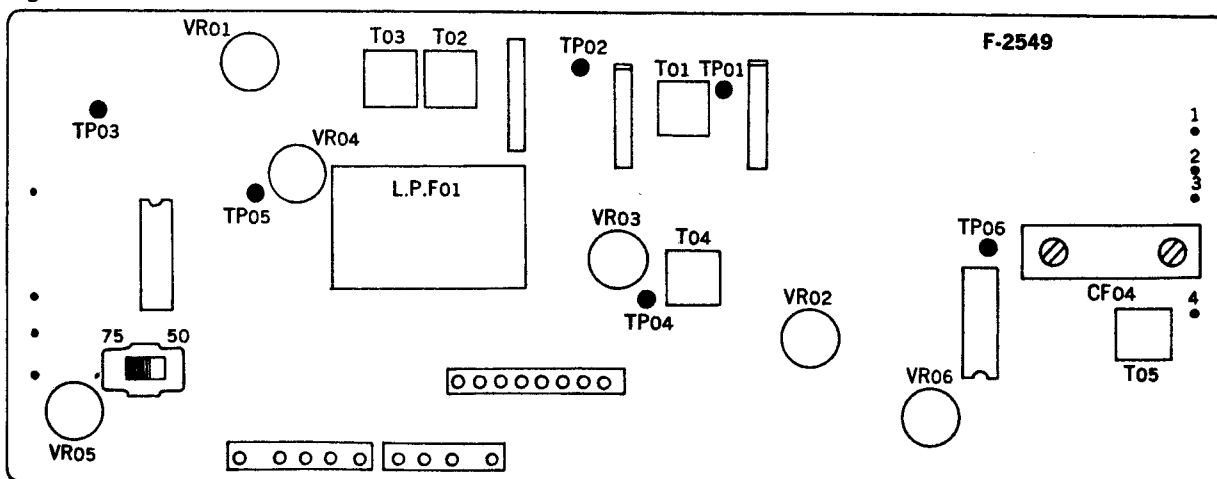 VR01
T03
T02
TP02
T01
TP01
F-2549
TP03
1
VR04
2
L.P.F01
3
TP05
VR03
TP06
T04
CF04
VR02
4
TP04
75
50
T05
VR06
VR05